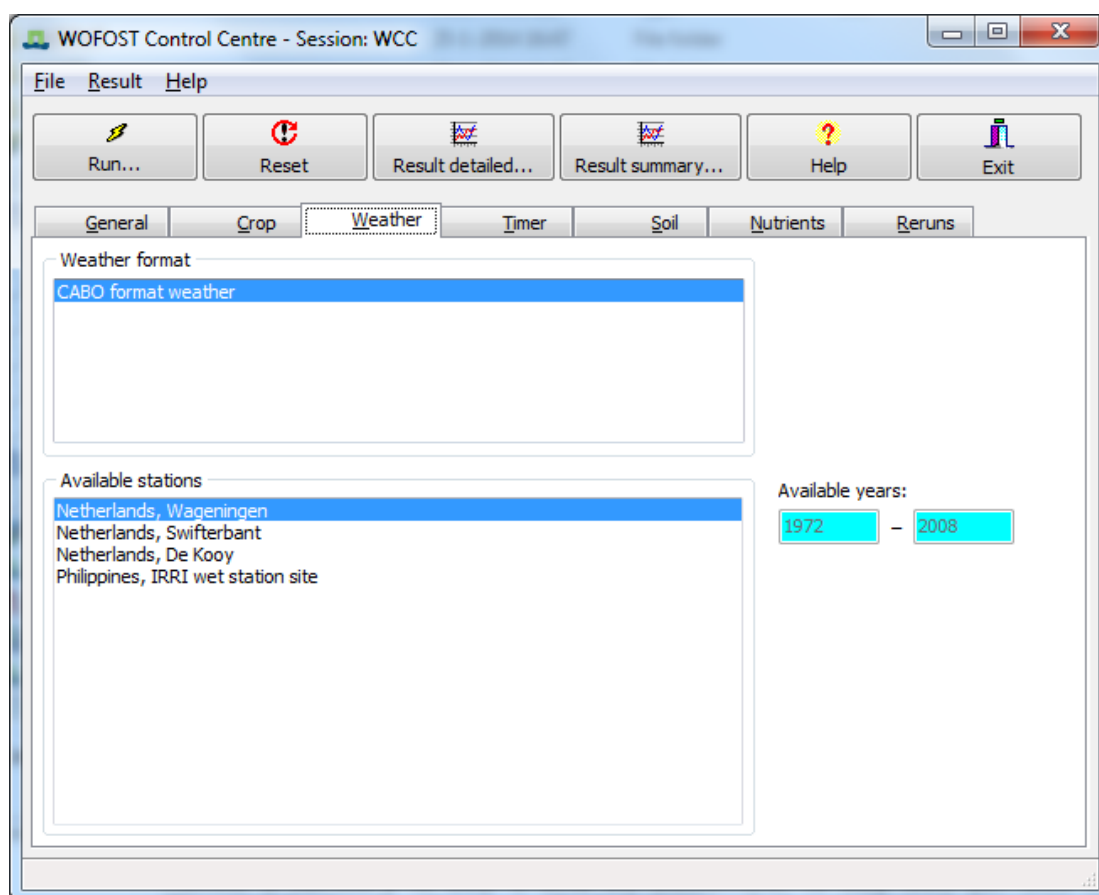 WOFOST Control Centre - Session: WCC
File Result Help
Run... Reset Result detailed... Result summary... Help Exit
General Crop Weather Timer Soil Nutrients Reruns
Weather format
CABO format weather
Available stations
Netherlands, Wageningen
Netherlands, Swifterbant
Netherlands, De Kooy
Philippines, IRRI wet station site
Available years:
1972 – 2008